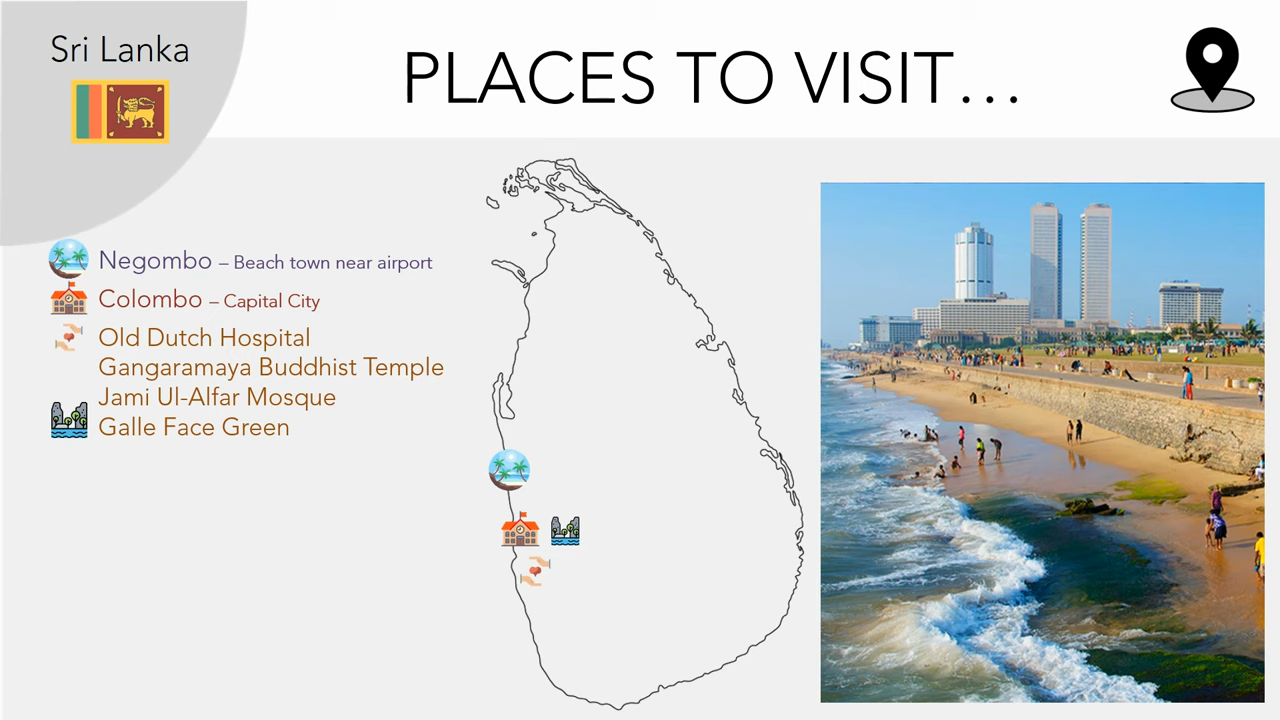 Sri Lanka
PLACES TO VISIT…
Negombo – Beach town near airport
Colombo – Capital City
Old Dutch Hospital
Gangaramaya Buddhist Temple
Jami Ul-Alfar Mosque
Galle Face Green